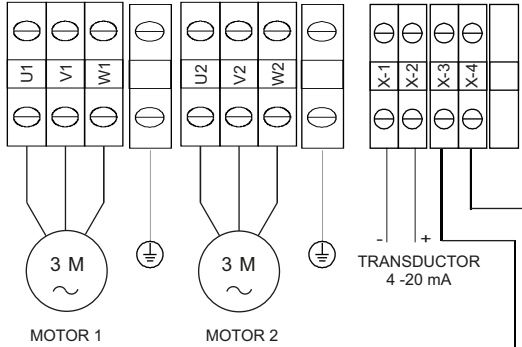 U1 V1 W1 U2 V2 W2 X-1 X-2 X-3 X-4
- +
3 M 3 M
TRANSDUCTOR
4 -20 mA
MOTOR 1 MOTOR 2